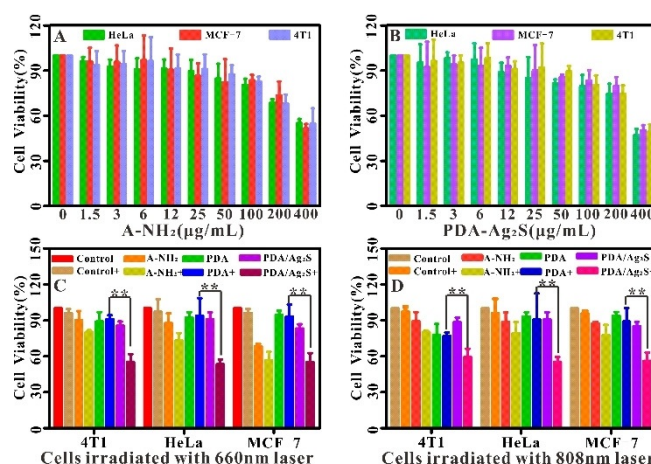 A
HeLa MCF-7 4T1
Cell Viability(%)
120
90
60
30
0
0 1.5 3 6 12 25 50 100 200 400
A-NH₂(μg/mL)
B
HeLa MCF-7 4T1
Cell Viability(%)
120
90
60
30
0
0 1.5 3 6 12 25 50 100 200 400
PDA-Ag₂S(μg/mL)
C
Control A-NH₂ PDA PDA/Ag₂S
Control+ A-NH₂+ PDA+ PDA/Ag₂S+
** ** **
Cell Viability(%)
150
120
90
60
30
0
4T1 HeLa MCF 7
Cells irradiated with 660nm laser
D
Control A-NH₂ PDA PDA/Ag₂S
Control+ A-NH₂+ PDA+ PDA/Ag₂S+
** ** **
Cell Viability(%)
150
120
90
60
30
0
4T1 HeLa MCF 7
Cells irradiated with 808nm laser